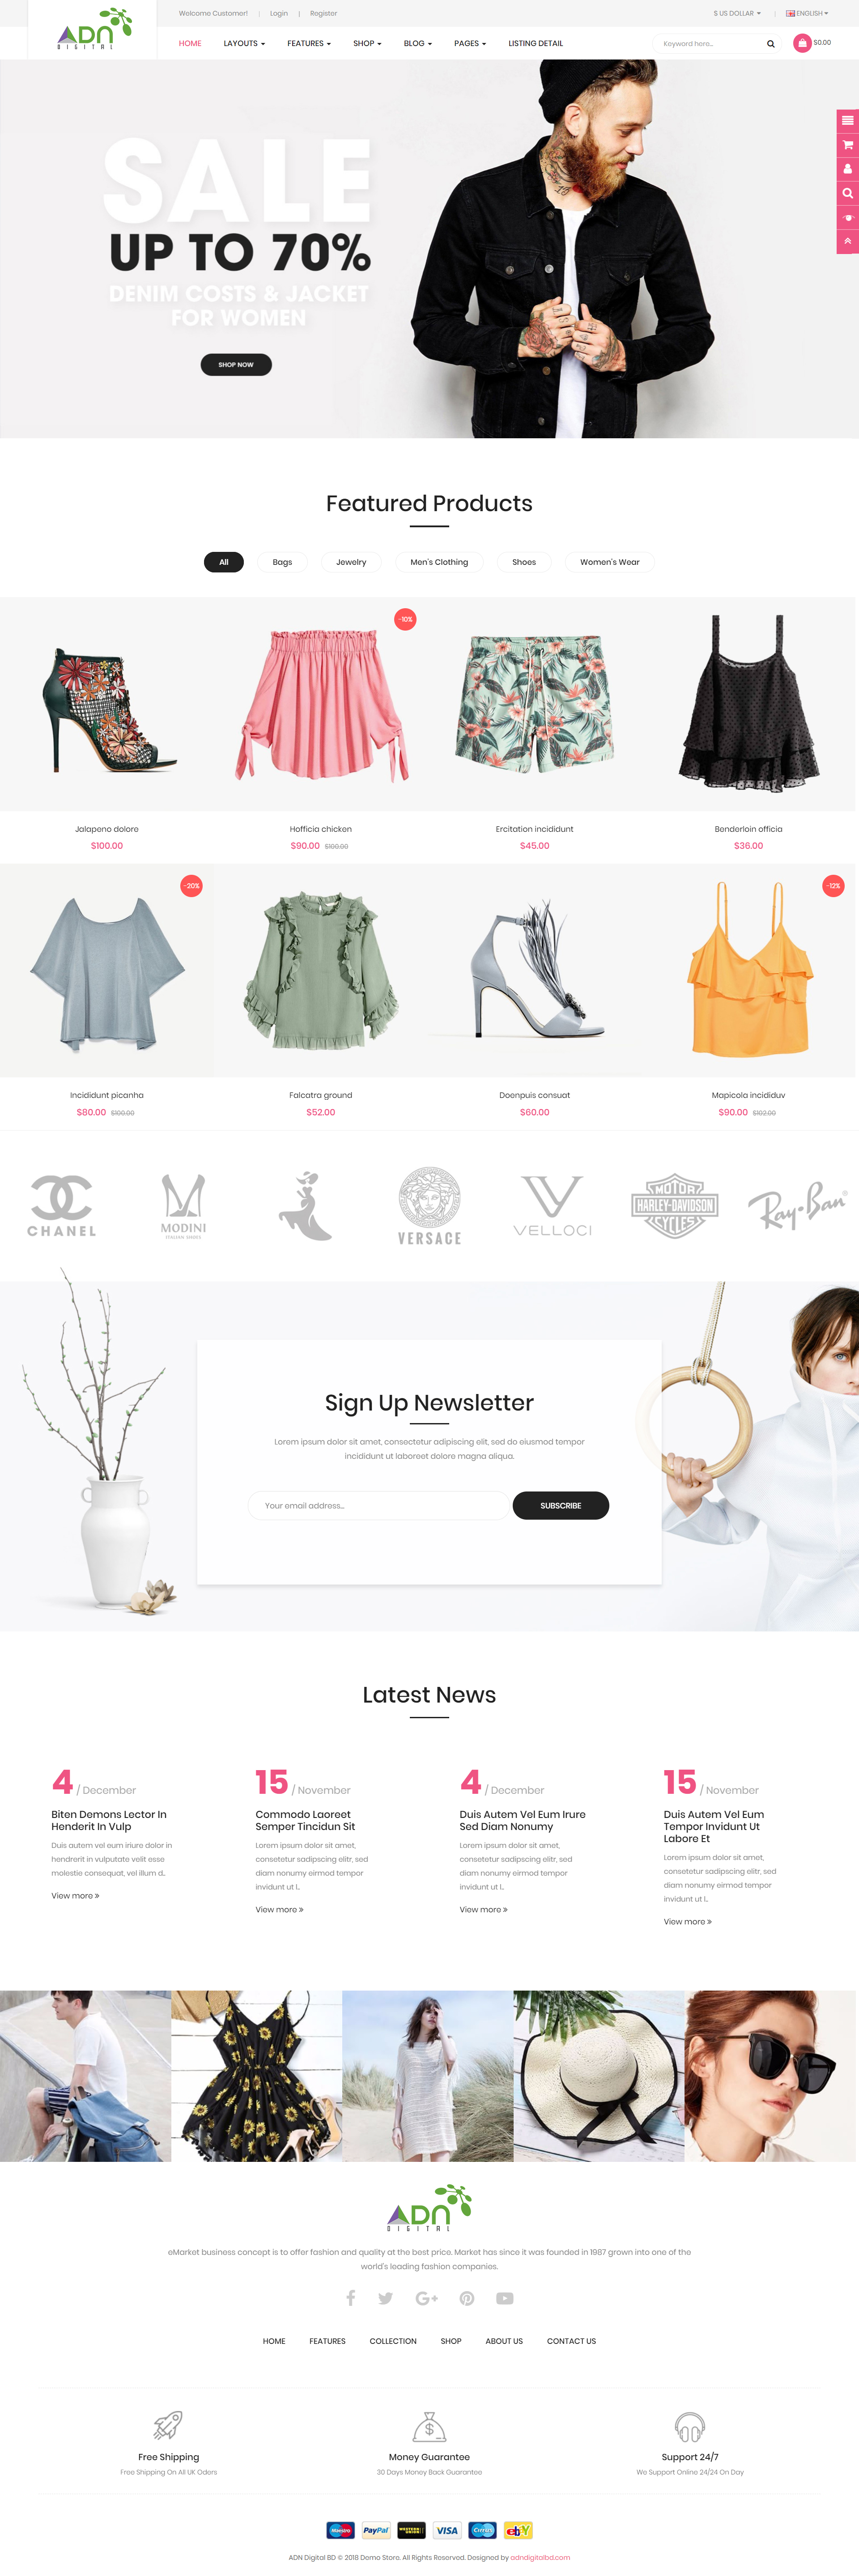 ADN
DIGITAL
Welcome Customer! | Login | Register
$ US DOLLAR | ENGLISH
HOME LAYOUTS FEATURES SHOP BLOG PAGES LISTING DETAIL
Keyword here...
$0.00
SALE
UP TO 70%
DENIM COSTS & JACKET
FOR WOMEN
SHOP NOW
Featured Products
All Bags Jewelry Men's Clothing Shoes Women's Wear
-10%
Jalapeno dolore
$100.00
Hofficia chicken
$90.00 $100.00
Ercitation incididunt
$45.00
Benderloin officia
$36.00
-20%
-12%
Incididunt picanha
$80.00 $100.00
Falcatra ground
$52.00
Doenpuis consuat
$60.00
Mapicola incididuv
$90.00 $102.00
CHANEL
MODINI
ITALIAN SHOES
VERSACE
VELLOCI
MOTOR
HARLEY-DAVIDSON
CYCLES
Ray-Ban
Sign Up Newsletter
Lorem ipsum dolor sit amet, consectetur adipiscing elit, sed do eiusmod tempor
incididunt ut laboreet dolore magna aliqua.
Your email address...
SUBSCRIBE
Latest News
4 / December
Biten Demons Lector In
Henderit In Vulp
Duis autem vel eum iriure dolor in
hendrerit in vulputate velit esse
molestie consequat, vel illum d...
View more »
15 / November
Commodo Laoreet
Semper Tincidun Sit
Lorem ipsum dolor sit amet,
consetetur sadipscing elitr, sed
diam nonumy eirmod tempor
invidunt ut l...
View more »
4 / December
Duis Autem Vel Eum Irure
Sed Diam Nonumy
Lorem ipsum dolor sit amet,
consetetur sadipscing elitr, sed
diam nonumy eirmod tempor
invidunt ut l...
View more »
15 / November
Duis Autem Vel Eum
Tempor Invidunt Ut
Labore Et
Lorem ipsum dolor sit amet,
consetetur sadipscing elitr, sed
diam nonumy eirmod tempor
invidunt ut l...
View more »
ADN
DIGITAL
eMarket business concept is to offer fashion and quality at the best price. Market has since it was founded in 1987 grown into one of the
world's leading fashion companies.
HOME FEATURES COLLECTION SHOP ABOUT US CONTACT US
Free Shipping
Free Shipping On All UK Oders
Money Guarantee
30 Days Money Back Guarantee
Support 24/7
We Support Online 24/24 On Day
Maestro PayPal WESTERN UNION VISA Cirrus ebY
ADN Digital BD © 2018 Demo Store. All Rights Reserved. Designed by adndigitalbd.com